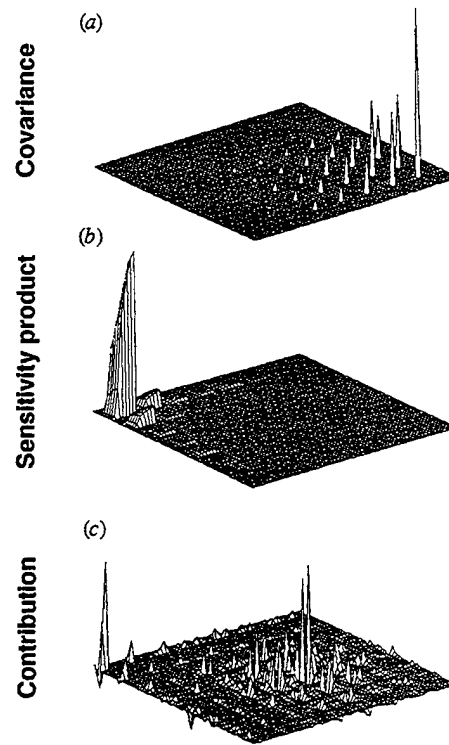 (a)
Covariance
(b)
Sensitivity product
(c)
Contribution